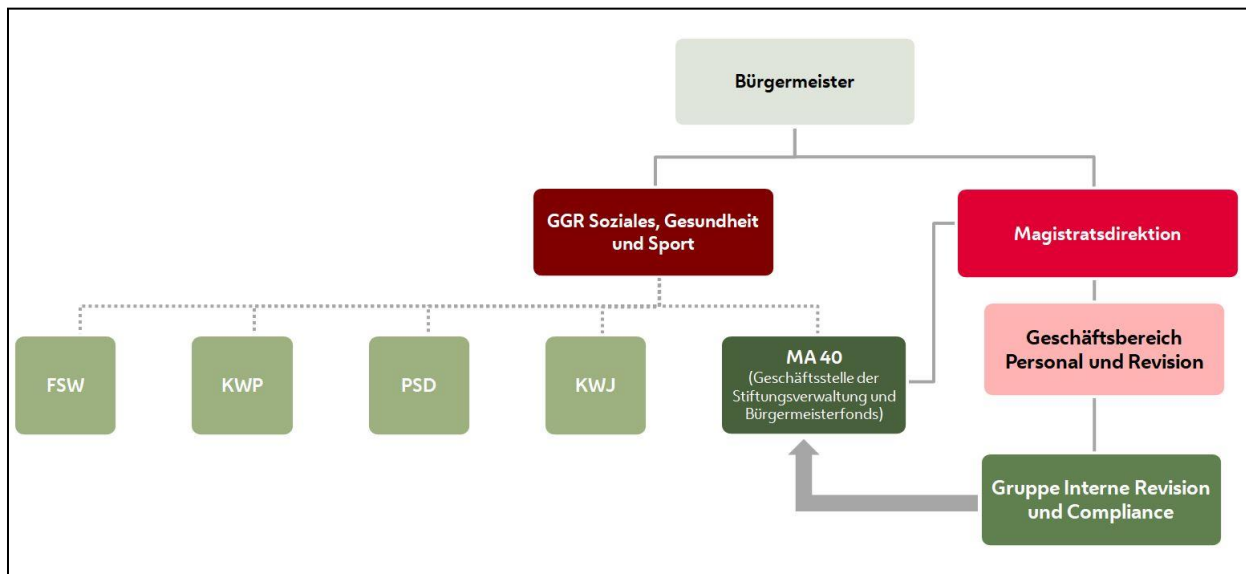 Bürgermeister
GGR Soziales, Gesundheit
und Sport
Magistratsdirektion
FSW
KWP
PSD
KWJ
MA 40
(Geschäftsstelle der
Stiftungsverwaltung und
Bürgermeisterfonds)
Geschäftsbereich
Personal und Revision
Gruppe Interne Revision
und Compliance